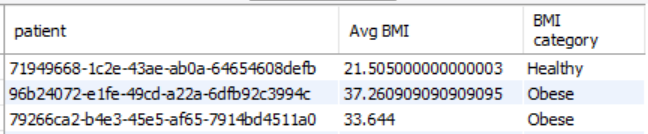 patient Avg BMI BMI category
71949668-1c2e-43ae-ab0a-64654608defb 21.505000000000003 Healthy
96b24072-e1fe-49cd-a22a-6dfb92c3994c 37.260909090909095 Obese
79266ca2-b4e3-45e5-af65-7914bd4511a0 33.644 Obese